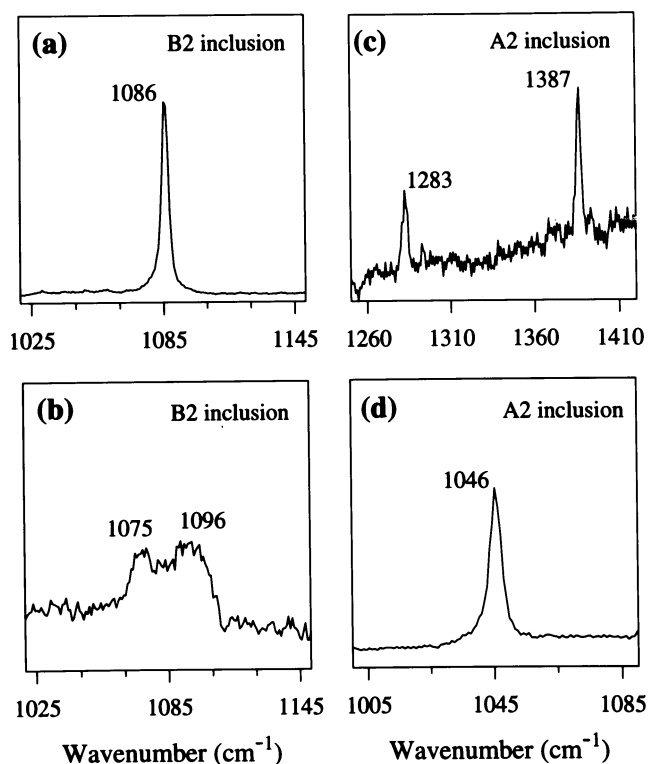 (a) B2 inclusion
1086
1025 1085 1145
(c) A2 inclusion
1387
1283
1260 1310 1360 1410
(b) B2 inclusion
1075 1096
1025 1085 1145
Wavenumber (cm⁻¹)
(d) A2 inclusion
1046
1005 1045 1085
Wavenumber (cm⁻¹)